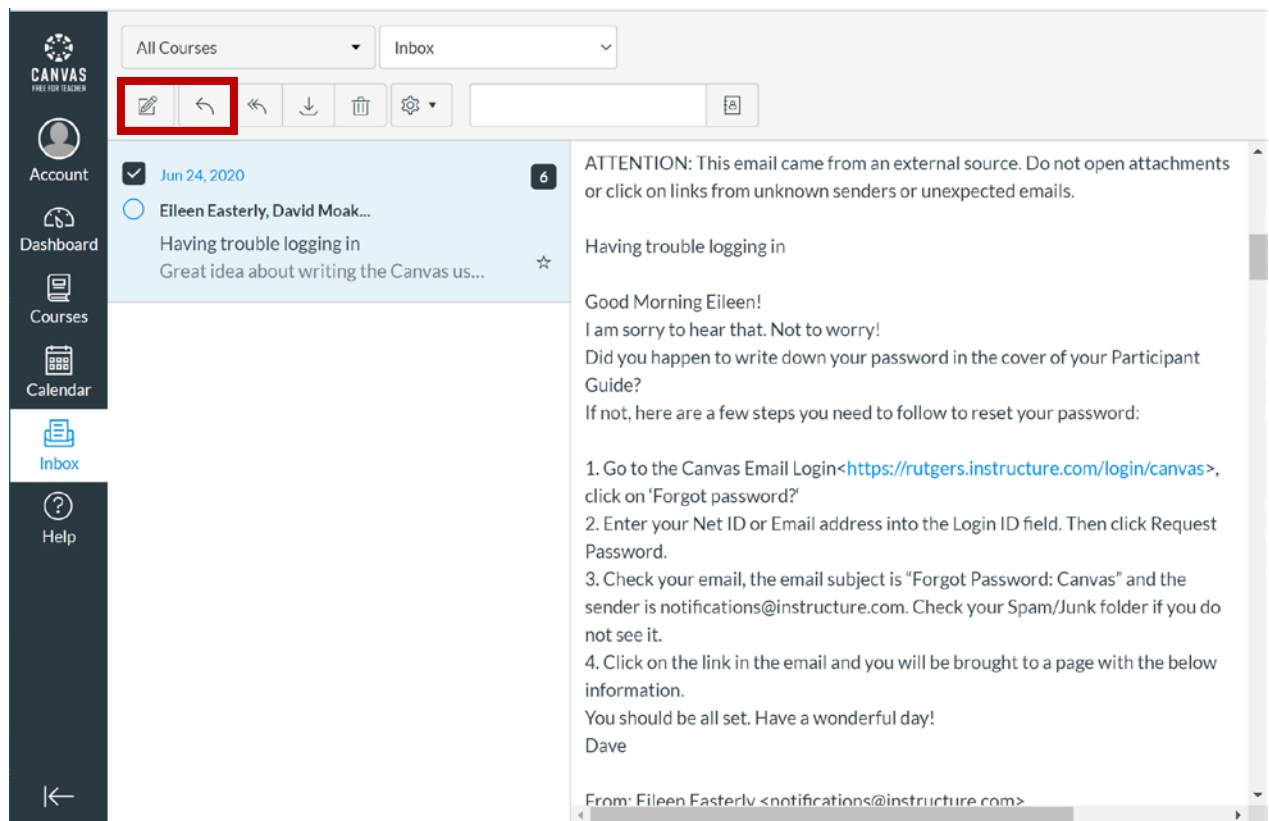 CANVAS
FREE FOR TEACHER
Account
Dashboard
Courses
Calendar
Inbox
Help
All Courses
Inbox
Jun 24, 2020
6
Eileen Easterly, David Moak...
Having trouble logging in
Great idea about writing the Canvas us...
ATTENTION: This email came from an external source. Do not open attachments
or click on links from unknown senders or unexpected emails.
Having trouble logging in
Good Morning Eileen!
I am sorry to hear that. Not to worry!
Did you happen to write down your password in the cover of your Participant
Guide?
If not, here are a few steps you need to follow to reset your password:
1. Go to the Canvas Email Login<https://rutgers.instructure.com/login/canvas>,
click on ‘Forgot password?‘
2. Enter your Net ID or Email address into the Login ID field. Then click Request
Password.
3. Check your email, the email subject is “Forgot Password: Canvas” and the
sender is notifications@instructure.com. Check your Spam/Junk folder if you do
not see it.
4. Click on the link in the email and you will be brought to a page with the below
information.
You should be all set. Have a wonderful day!
Dave
From: Eileen Easterly <notifications@instructure.com>